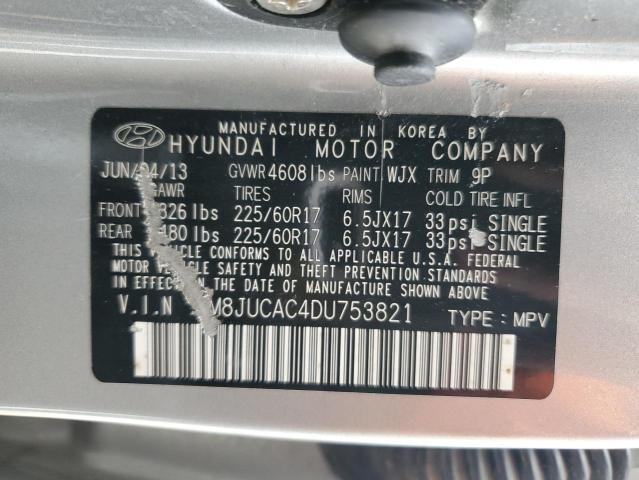 MANUFACTURED IN KOREA BY
HYUNDAI MOTOR COMPANY
JUN/04/13 GVWR 4608lbs PAINT WJX TRIM 9P
GAWR TIRES RIMS COLD TIRE INFL
FRONT 326 lbs 225/60R17 6.5JX17 33psi SINGLE
REAR 180 lbs 225/60R17 6.5JX17 33psi SINGLE
THIS VEHICLE CONFORMS TO ALL APPLICABLE U.S.A. FEDERAL
MOTOR VEHICLE SAFETY AND THEFT PREVENTION STANDARDS
IN EFFECT ON THE DATE OF MANUFACTURE SHOWN ABOVE.
V.I.N M8JUCAC4DU753821 TYPE : MPV